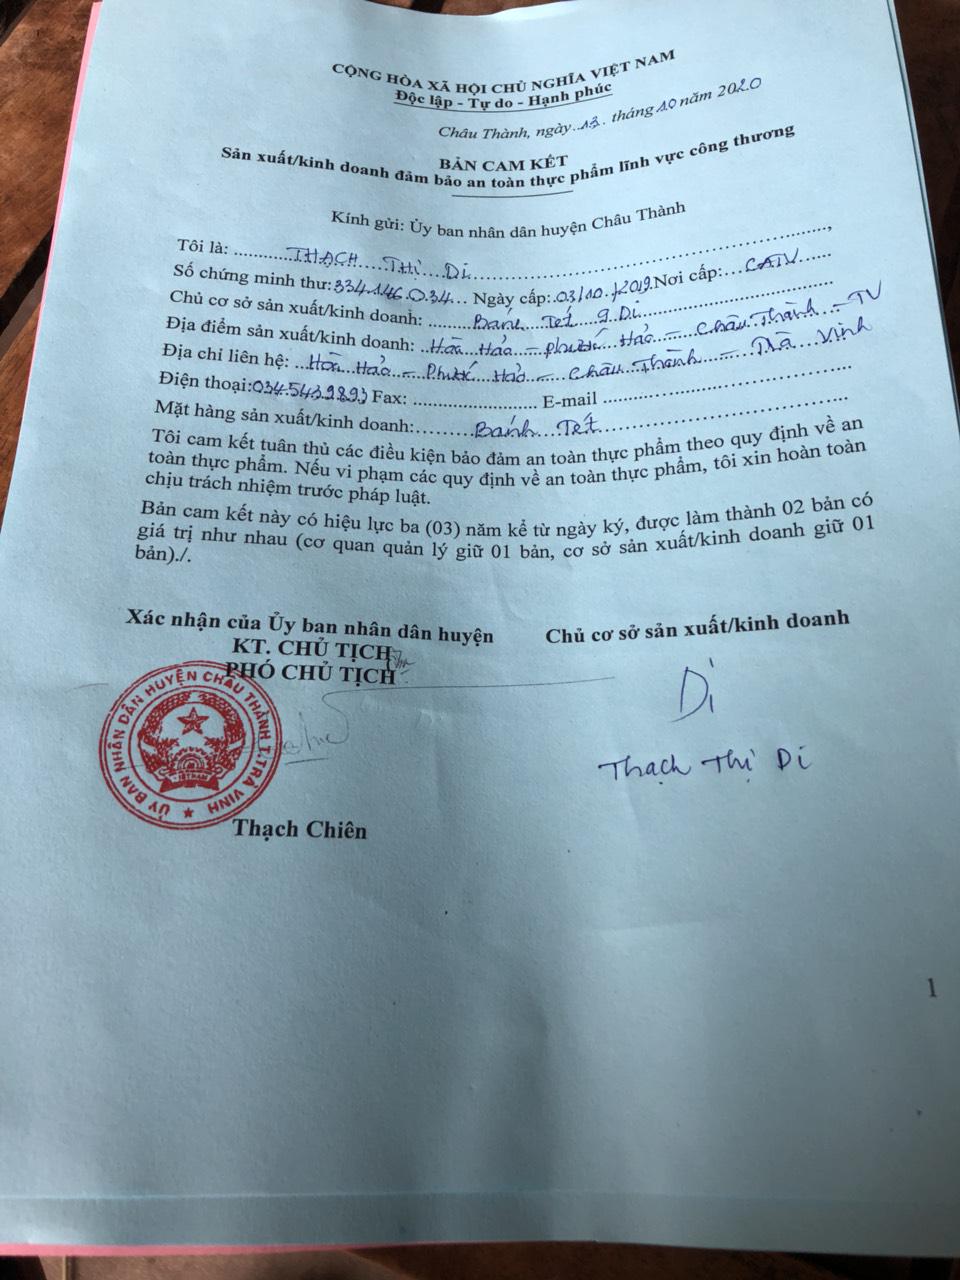 CỘNG HÒA XÃ HỘI CHỦ NGHĨA VIỆT NAM
Độc lập - Tự do - Hạnh phúc
Châu Thành, ngày..13. tháng 10 năm 2020
BẢN CAM KẾT
Sản xuất/kinh doanh đảm bảo an toàn thực phẩm lĩnh vực công thương
Kính gửi: Ủy ban nhân dân huyện Châu Thành
Tôi là: ...........THẠCH....THỊ...Di..........................................................,
Số chứng minh thư:334.146.034... Ngày cấp:.03/10./2019.Nơi cấp:...CATV......
Chủ cơ sở sản xuất/kinh doanh: ........Bánh...Tét...9.Di...............................
Địa điểm sản xuất/kinh doanh: .Hòa..Hảo.–.phước..Hảo.–.Châu.Thành.–.TV
Địa chỉ liên hệ: ..Hòa...Hảo..–..Phước..Hảo..–..Châu..Thành..–..Trà..Vinh
Điện thoại:034.543.989 Fax: ...................... E-mail .............................................
Mặt hàng sản xuất/kinh doanh:..........Bánh...Tét............................................
Tôi cam kết tuân thủ các điều kiện bảo đảm an toàn thực phẩm theo quy định về an
toàn thực phẩm. Nếu vi phạm các quy định về an toàn thực phẩm, tôi xin hoàn toàn
chịu trách nhiệm trước pháp luật.
Bản cam kết này có hiệu lực ba (03) năm kể từ ngày ký, được làm thành 02 bản có
giá trị như nhau (cơ quan quản lý giữ 01 bản, cơ sở sản xuất/kinh doanh giữ 01
bản)./.
Xác nhận của Ủy ban nhân dân huyện
KT. CHỦ TỊCH
PHÓ CHỦ TỊCH
ỦY BAN NHÂN DÂN HUYỆN CHÂU THÀNH T.TRÀ VINH
VIỆT NAM
Thạch Chiên
Chủ cơ sở sản xuất/kinh doanh
Di
Thạch Thị Di
1